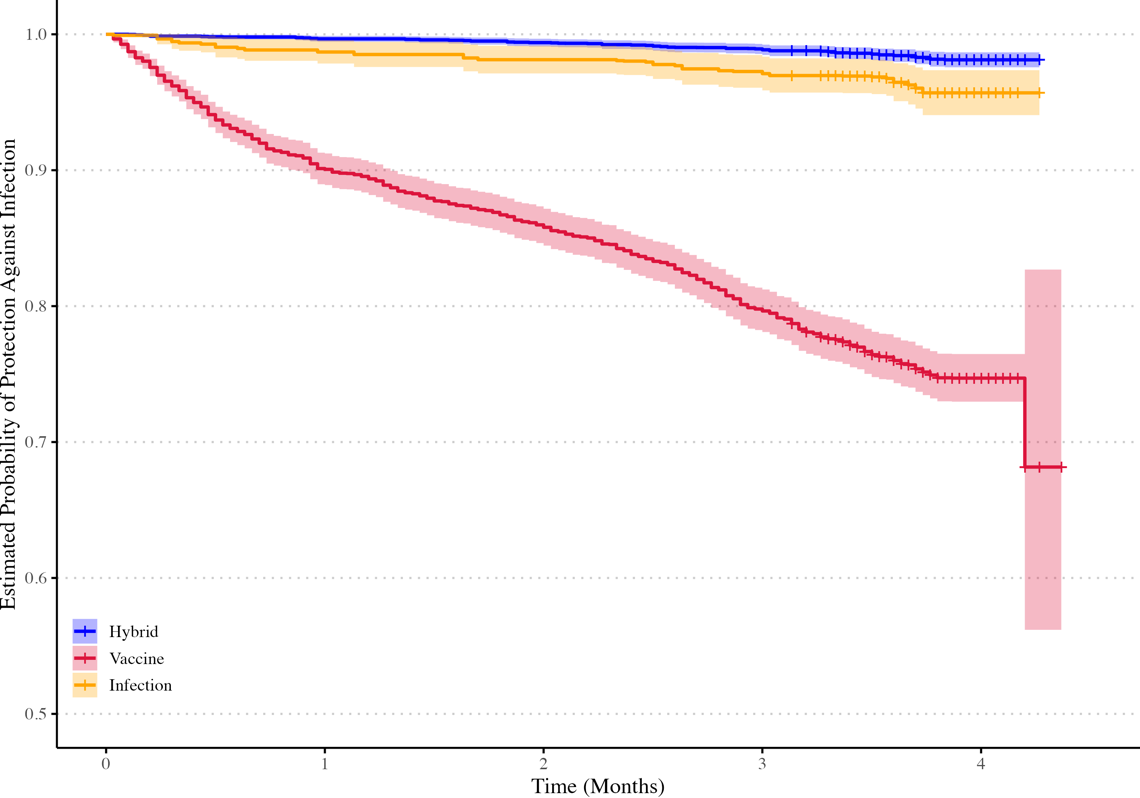 Estimated Probability of Protection Against Infection
1.0
0.9
0.8
0.7
0.6
0.5
Hybrid
Vaccine
Infection
0 1 2 3 4
Time (Months)